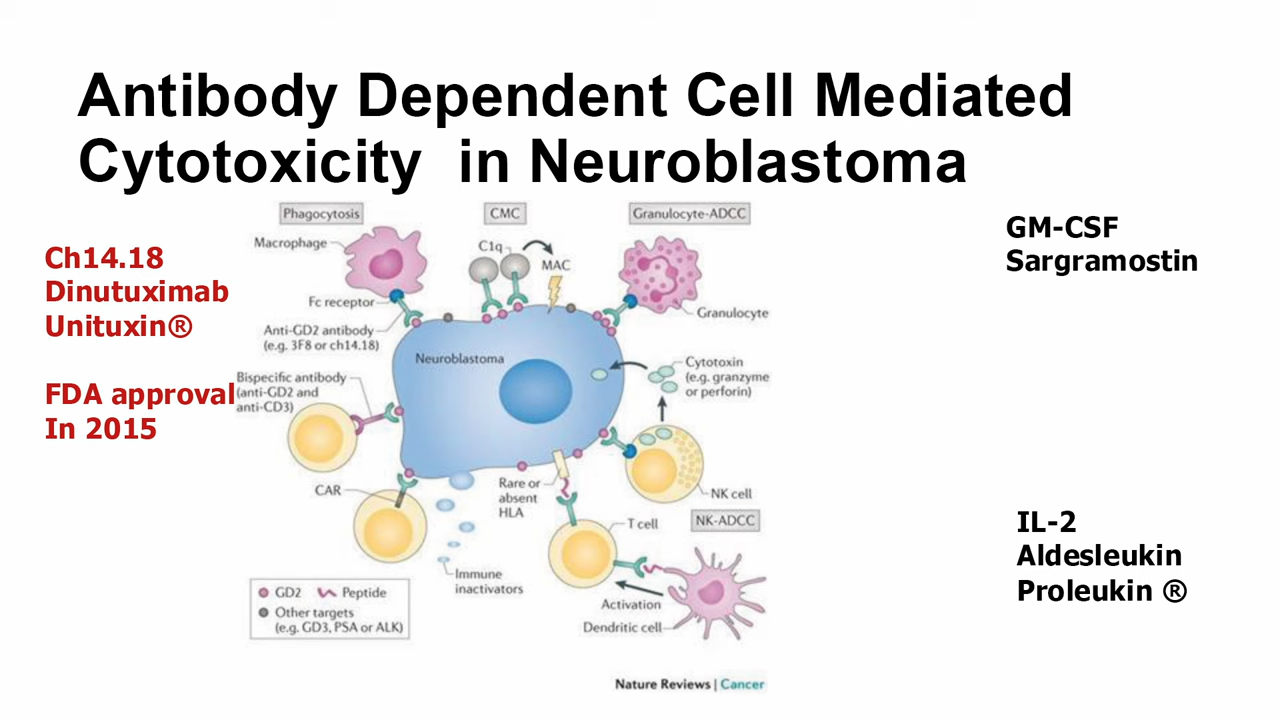 Antibody Dependent Cell Mediated
Cytotoxicity  in Neuroblastoma
Ch14.18
Dinutuximab
Unituxin®
FDA approval
In 2015
Phagocytosis
Macrophage
Fc receptor
Anti-GD2 antibody
(e.g. 3F8 or ch14.18)
Bispecific antibody
(anti-GD2 and
anti-CD3)
CAR
CMC
C1q
MAC
Granulocyte-ADCC
Granulocyte
Neuroblastoma
Cytotoxin
(e.g. granzyme
or perforin)
Rare or
absent
HLA
NK cell
NK-ADCC
T cell
Immune
inactivators
Activation
Dendritic cell
GD2
Peptide
Other targets
(e.g. GD3, PSA or ALK)
Nature Reviews | Cancer
GM-CSF
Sargramostin
IL-2
Aldesleukin
Proleukin ®